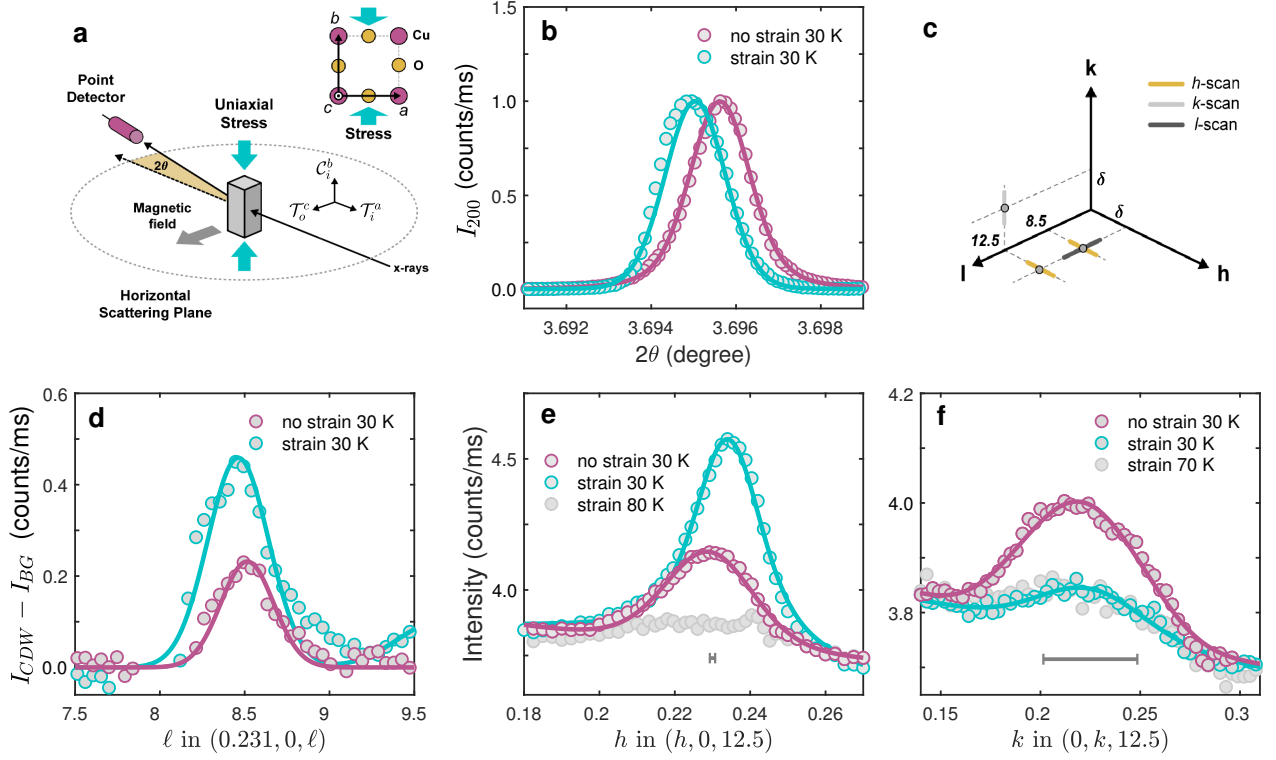 a
b
Cu
O
c
a
Stress
Point
Detector
Uniaxial
Stress
2θ
Magnetic
field
𝒞ᵇᵢ
𝒯ᶜₒ
𝒯ᵃᵢ
x-rays
Horizontal
Scattering Plane
b
no strain 30 K
strain 30 K
I₂₀₀ (counts/ms)
1.0
0.5
0.0
3.692
3.694
3.696
3.698
2θ (degree)
c
h-scan
k-scan
l-scan
k
δ
δ
8.5
12.5
l
h
d
no strain 30 K
strain 30 K
I_CDW − I_BG (counts/ms)
0.6
0.4
0.2
0.0
7.5
8
8.5
9
9.5
ℓ in (0.231, 0, ℓ)
e
no strain 30 K
strain 30 K
strain 80 K
Intensity (counts/ms)
4.5
4.0
0.18
0.2
0.22
0.24
0.26
h in (h, 0, 12.5)
f
no strain 30 K
strain 30 K
strain 70 K
4.2
4.0
3.8
0.15
0.2
0.25
0.3
k in (0, k, 12.5)